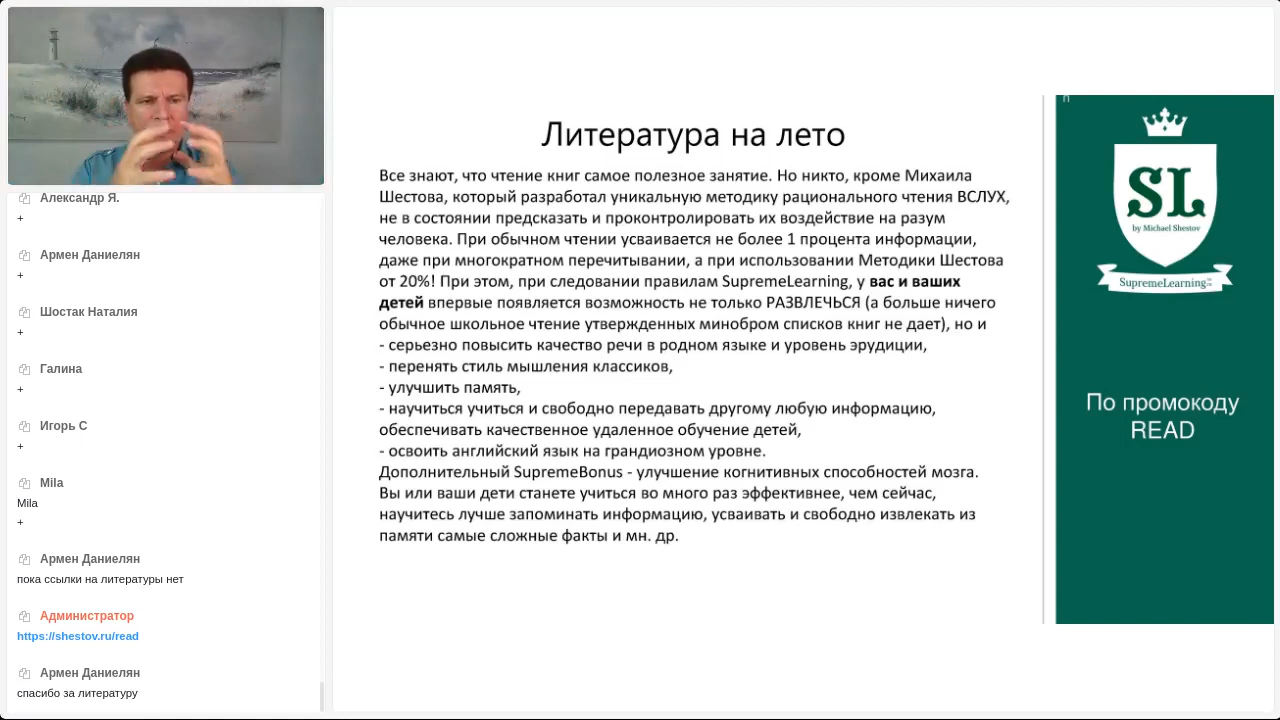 Александр Я.
+
Армен Даниелян
+
Шостак Наталия
+
Галина
+
Игорь С
+
Mila
Mila
+
Армен Даниелян
пока ссылки на литературы нет
Администратор
https://shestov.ru/read
Армен Даниелян
спасибо за литературу
Литература на лето
Все знают, что чтение книг самое полезное занятие. Но никто, кроме Михаила
Шестова, который разработал уникальную методику рационального чтения ВСЛУХ,
не в состоянии предсказать и проконтролировать их воздействие на разум
человека. При обычном чтении усваивается не более 1 процента информации,
даже при многократном перечитывании, а при использовании Методики Шестова
от 20%! При этом, при следовании правилам SupremeLearning, у вас и ваших
детей впервые появляется возможность не только РАЗВЛЕЧЬСЯ (а больше ничего
обычное школьное чтение утвержденных минобром списков книг не дает), но и
- серьезно повысить качество речи в родном языке и уровень эрудиции,
- перенять стиль мышления классиков,
- улучшить память,
- научиться учиться и свободно передавать другому любую информацию,
обеспечивать качественное удаленное обучение детей,
- освоить английский язык на грандиозном уровне.
Дополнительный SupremeBonus - улучшение когнитивных способностей мозга.
Вы или ваши дети станете учиться во много раз эффективнее, чем сейчас,
научитесь лучше запоминать информацию, усваивать и свободно извлекать из
памяти самые сложные факты и мн. др.
SL
by Michael Shestov
SupremeLearning
По промокоду
READ